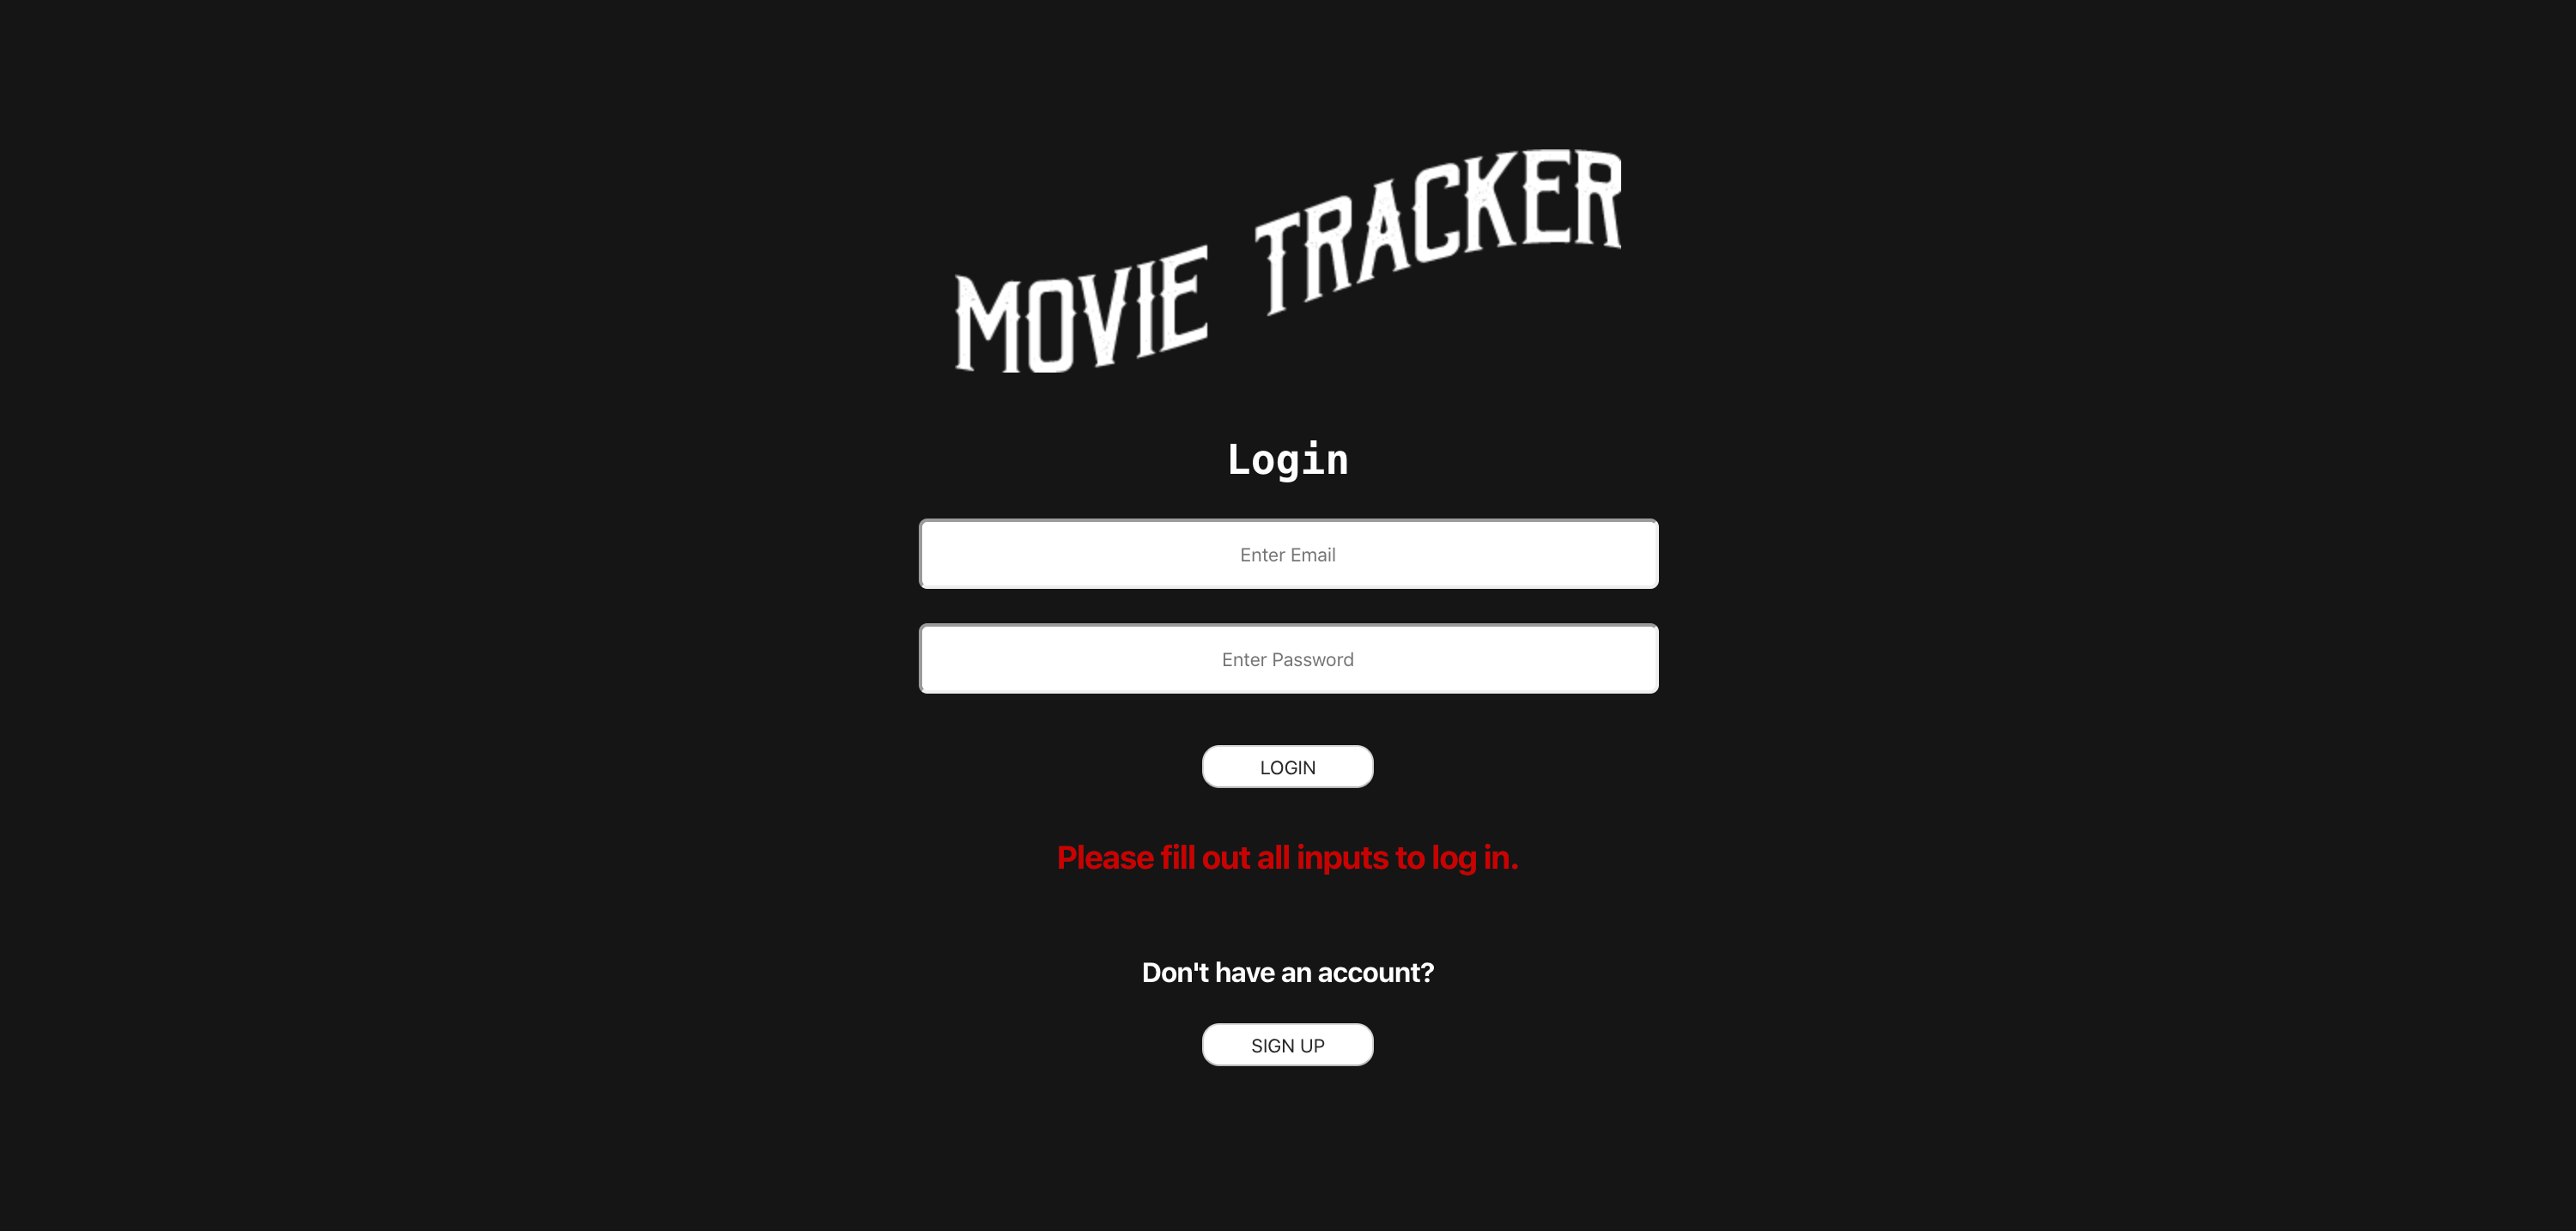 MOVIE TRACKER
Login
Enter Email
Enter Password
LOGIN
Please fill out all inputs to log in.
Don't have an account?
SIGN UP